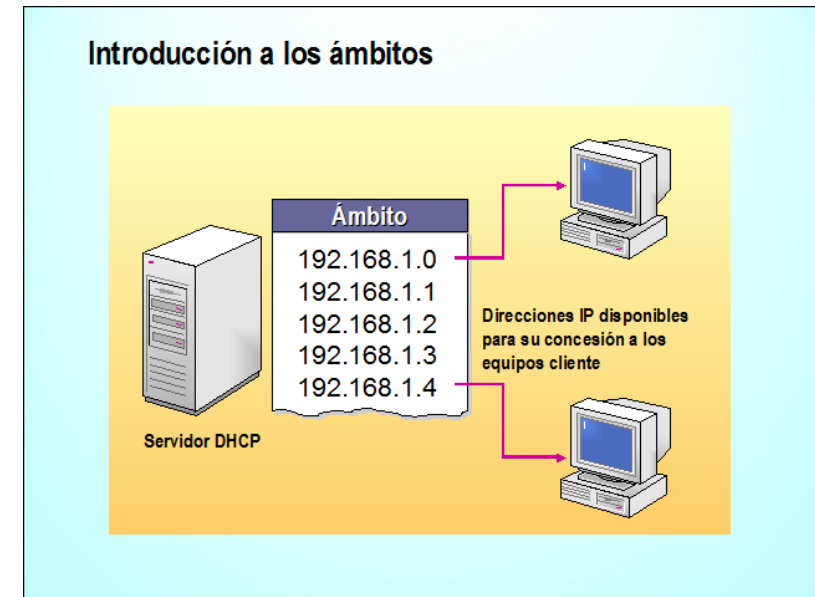 Introducción a los ámbitos
Ámbito
192.168.1.0
192.168.1.1
192.168.1.2
192.168.1.3
192.168.1.4
Direcciones IP disponibles
para su concesión a los
equipos cliente
Servidor DHCP